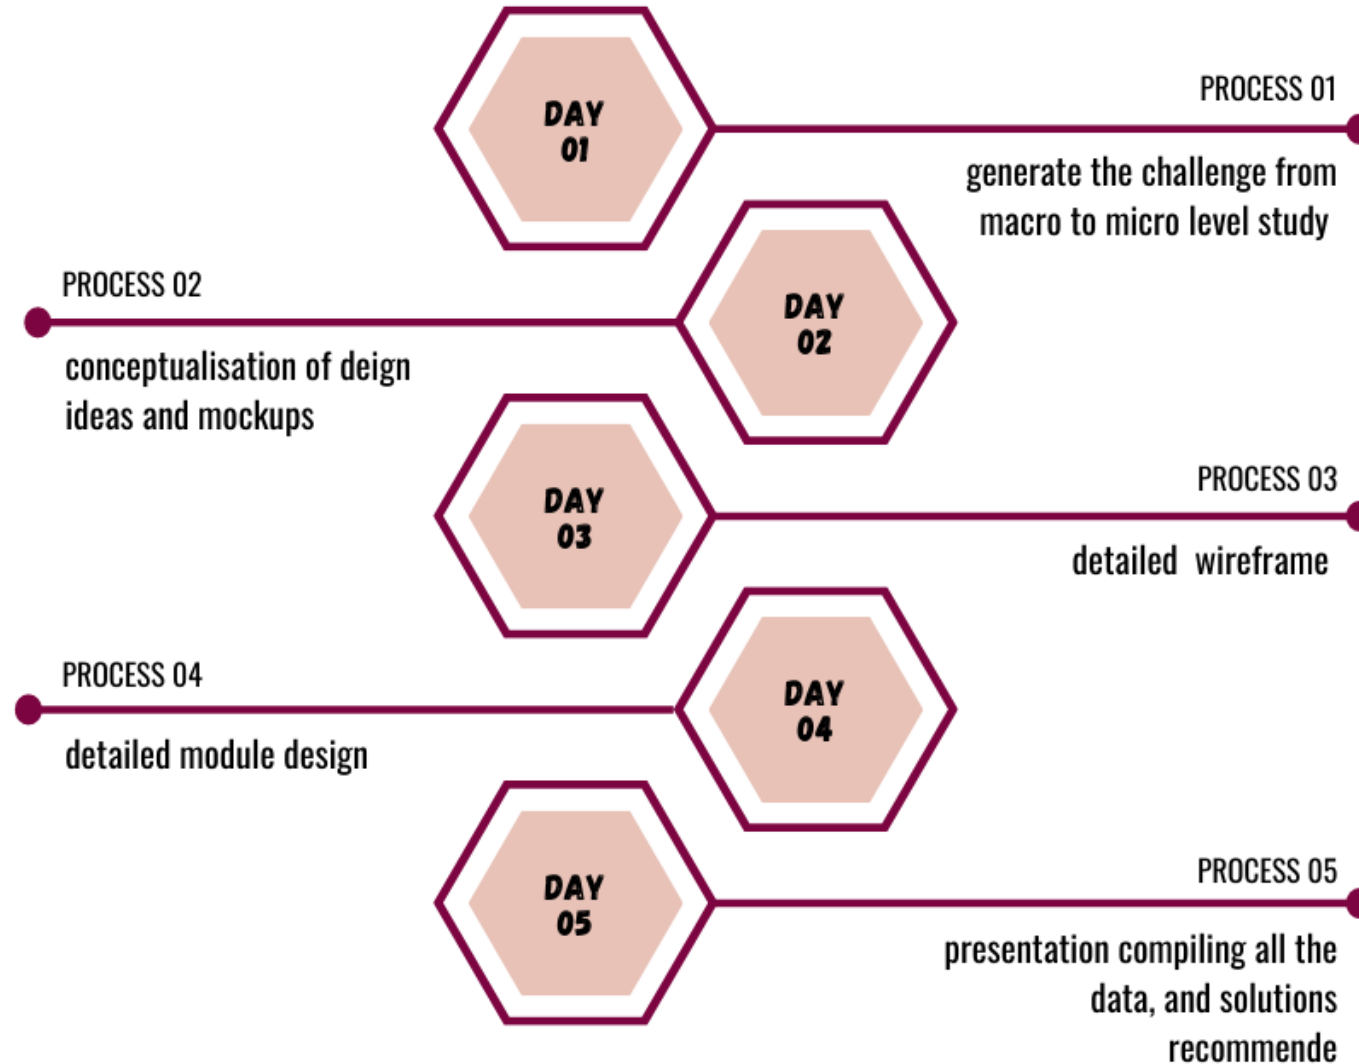 DAY
01
PROCESS 01
generate the challenge from
macro to micro level study
DAY
02
PROCESS 02
conceptualisation of deign
ideas and mockups
DAY
03
PROCESS 03
detailed wireframe
DAY
04
PROCESS 04
detailed module design
DAY
05
PROCESS 05
presentation compiling all the
data, and solutions
recommende